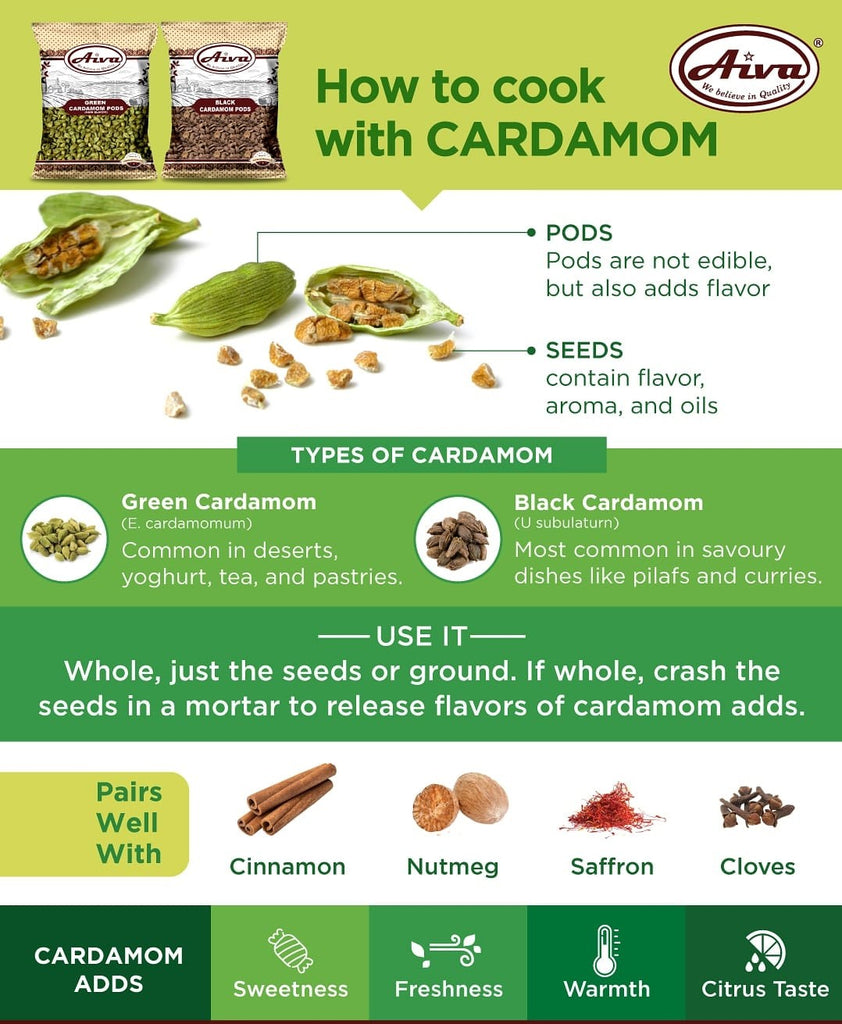 Aiva
GREEN
CARDAMOM PODS
Aiva
BLACK
CARDAMOM PODS
How to cook
with CARDAMOM
Aiva
®
We believe in Quality
PODS
Pods are not edible,
but also adds flavor
SEEDS
contain flavor,
aroma, and oils
TYPES OF CARDAMOM
Green Cardamom
(E. cardamomum)
Common in deserts,
yoghurt, tea, and pastries.
Black Cardamom
(U subulaturn)
Most common in savoury
dishes like pilafs and curries.
USE IT
Whole, just the seeds or ground. If whole, crash the
seeds in a mortar to release flavors of cardamom adds.
Pairs
Well
With
Cinnamon
Nutmeg
Saffron
Cloves
CARDAMOM
ADDS
Sweetness
Freshness
Warmth
Citrus Taste